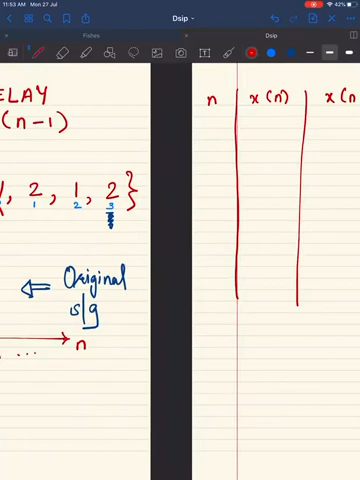 11:53 AM Mon 27 Jul
42%
Dsip
Fishes
Dsip
ELAY
(n-1)
, 2, 1, 2}
1 2 3
⇐ Original
s/g
... n
n x(n) x(n